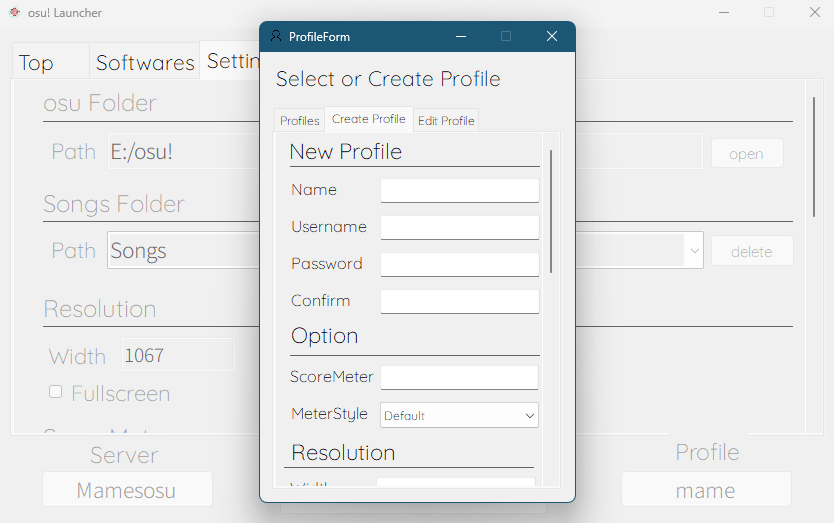 osu! Launcher
Top
Softwares
Settin
osu Folder
Path
E:/osu!
open
Songs Folder
Path
Songs
delete
Resolution
Width
1067
Fullscreen
Server
Mamesosu
Profile
mame
ProfileForm
Select or Create Profile
Profiles
Create Profile
Edit Profile
New Profile
Name
Username
Password
Confirm
Option
ScoreMeter
MeterStyle
Default
Resolution
Width